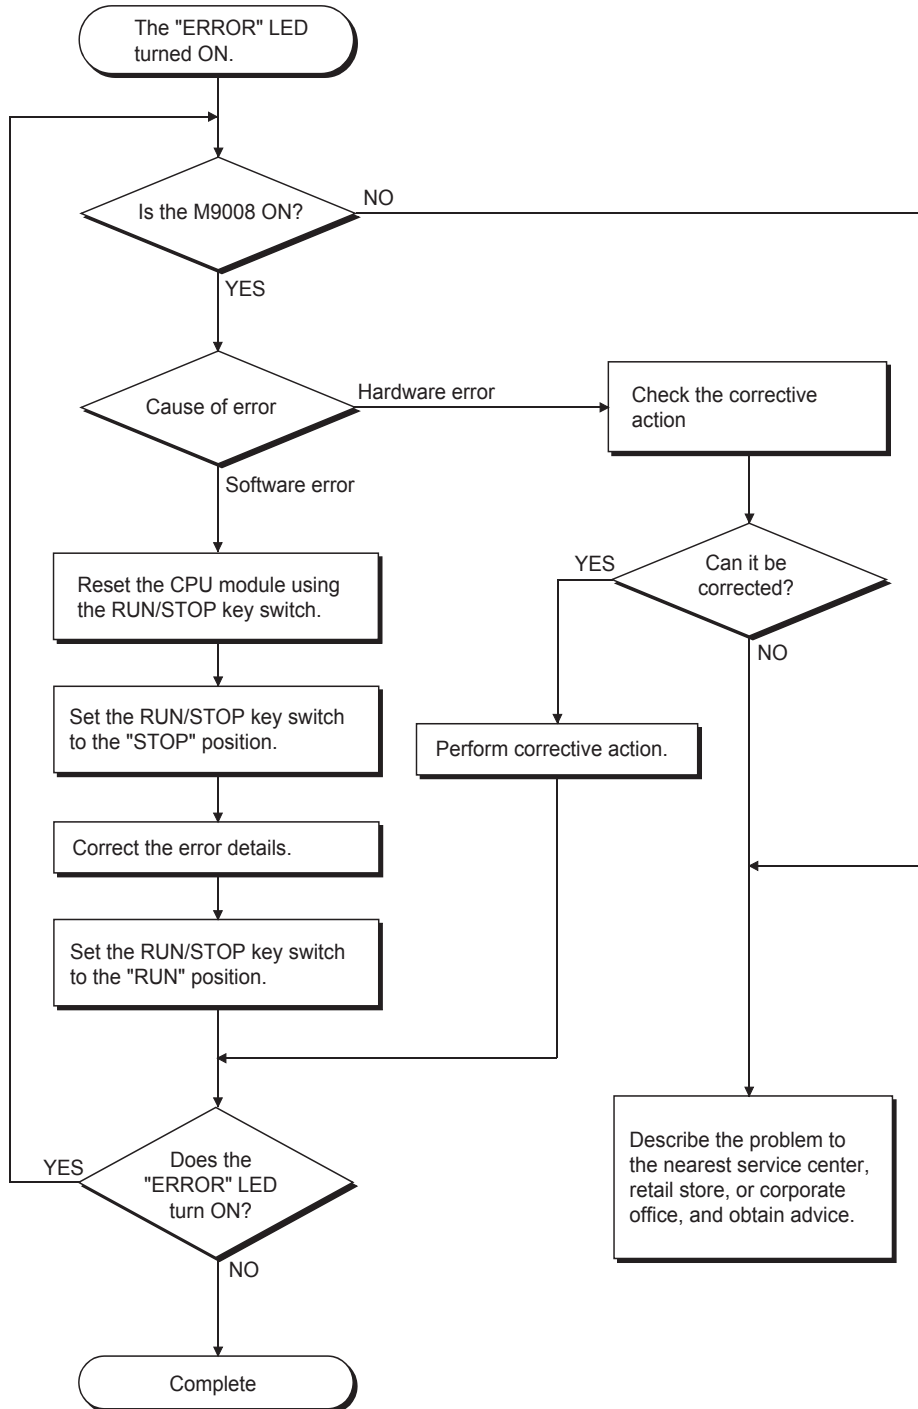 The "ERROR" LED
turned ON.
Is the M9008 ON?
NO
YES
Cause of error
Hardware error
Check the corrective
action
Software error
Reset the CPU module using
the RUN/STOP key switch.
YES
Can it be
corrected?
NO
Set the RUN/STOP key switch
to the "STOP" position.
Perform corrective action.
Correct the error details.
Set the RUN/STOP key switch
to the "RUN" position.
YES
Does the
"ERROR" LED
turn ON?
NO
Describe the problem to
the nearest service center,
retail store, or corporate
office, and obtain advice.
Complete